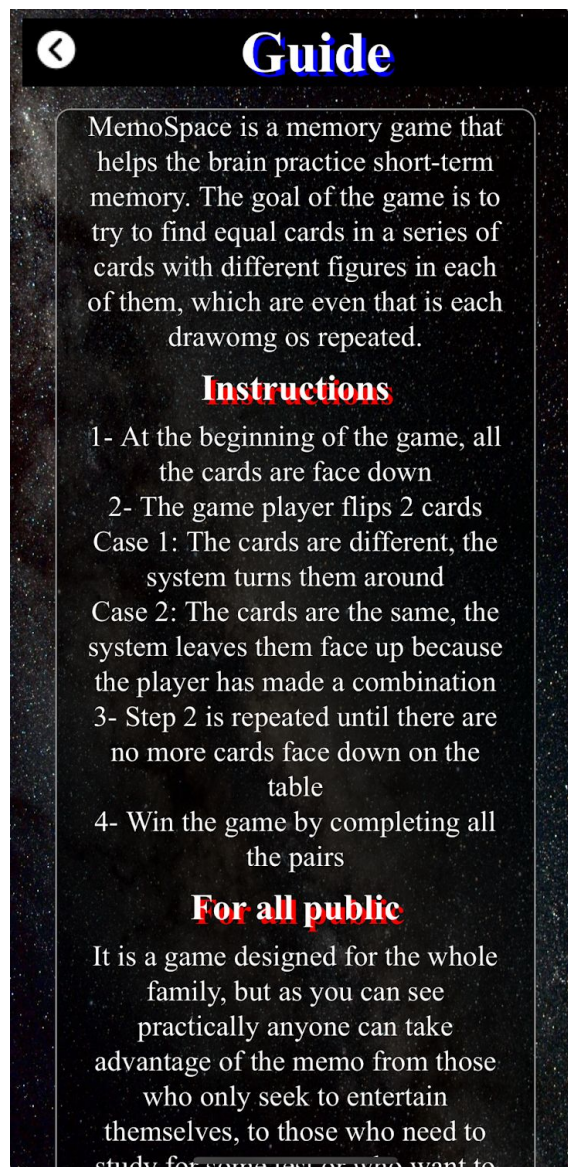 Guide
MemoSpace is a memory game that
helps the brain practice short-term
memory. The goal of the game is to
try to find equal cards in a series of
cards with different figures in each
of them, which are even that is each
drawomg os repeated.
Instructions
1- At the beginning of the game, all
the cards are face down
2- The game player flips 2 cards
Case 1: The cards are different, the
system turns them around
Case 2: The cards are the same, the
system leaves them face up because
the player has made a combination
3- Step 2 is repeated until there are
no more cards face down on the
table
4- Win the game by completing all
the pairs
For all public
It is a game designed for the whole
family, but as you can see
practically anyone can take
advantage of the memo from those
who only seek to entertain
themselves, to those who need to
study for some test or who want to